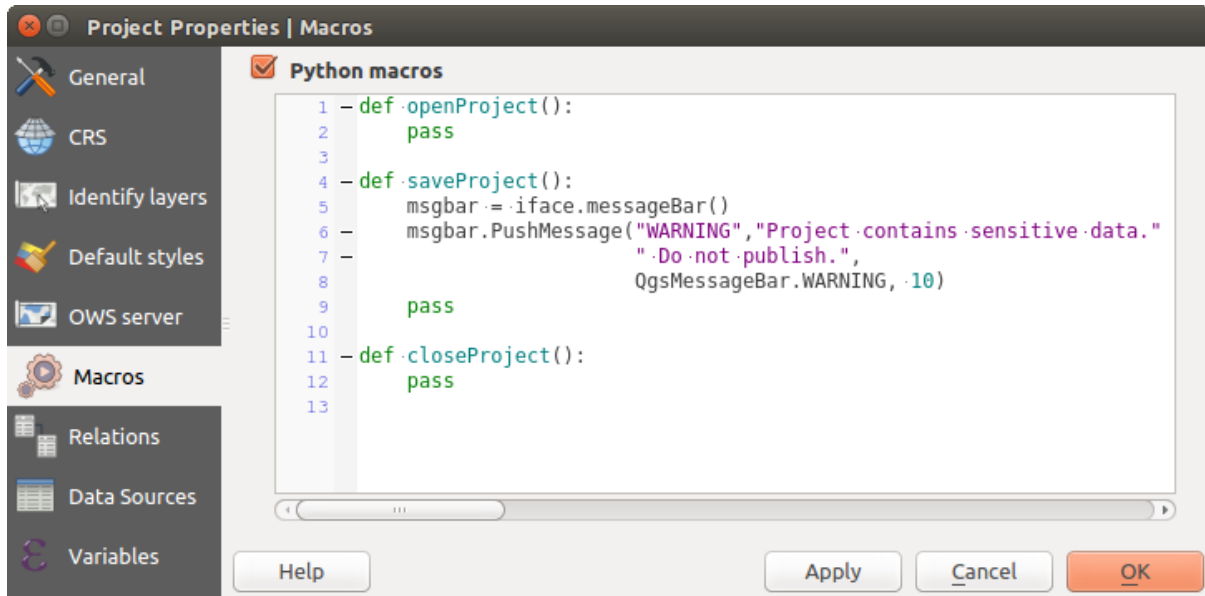 Project Properties | Macros
General
CRS
Identify layers
Default styles
OWS server
Macros
Relations
Data Sources
Variables
Python macros
1 def openProject():
2     pass
3
4 def saveProject():
5     msgbar = iface.messageBar()
6     msgbar.PushMessage("WARNING","Project contains sensitive data."
7                        " Do not publish.",
8                        QgsMessageBar.WARNING, 10)
9     pass
10
11 def closeProject():
12     pass
13
Help
Apply
Cancel
OK